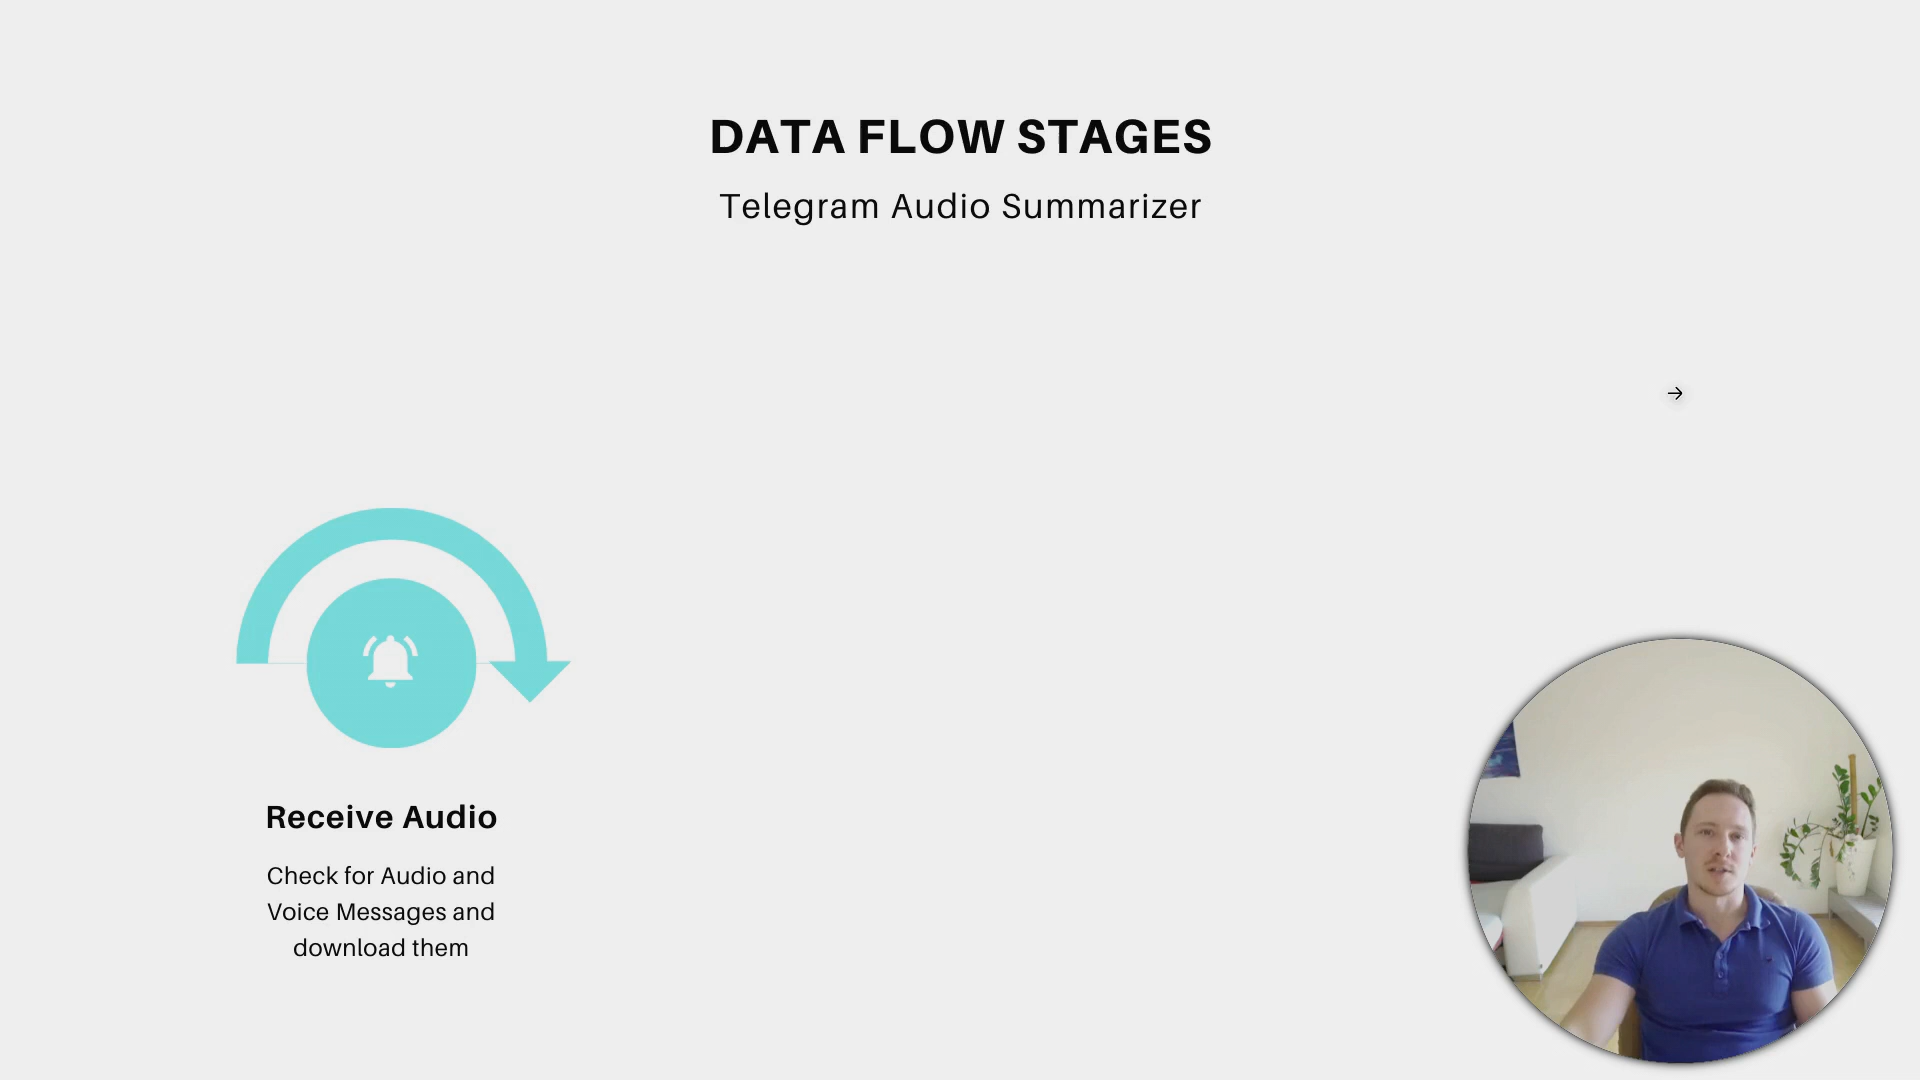 DATA FLOW STAGES
Telegram Audio Summarizer
Receive Audio
Check for Audio and
Voice Messages and
download them